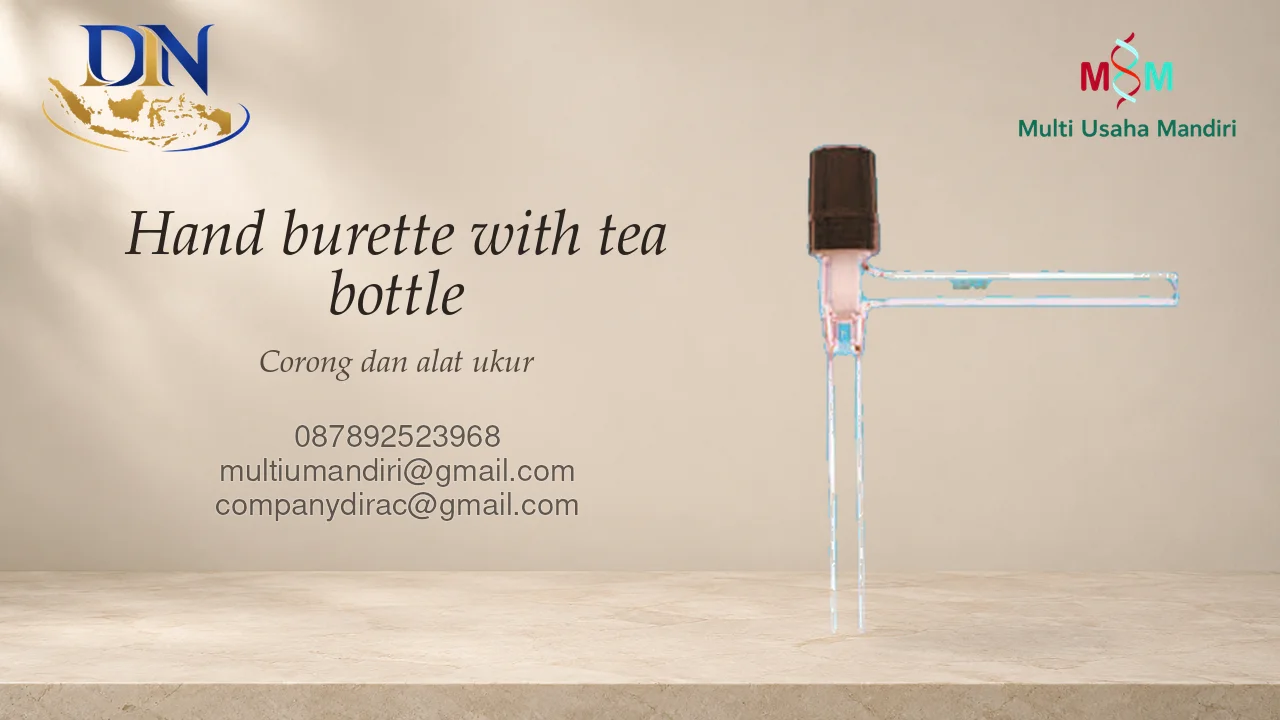 DIN
M M
Multi Usaha Mandiri
Hand burette with tea
bottle
Corong dan alat ukur
087892523968
multiumandiri@gmail.com
companydirac@gmail.com